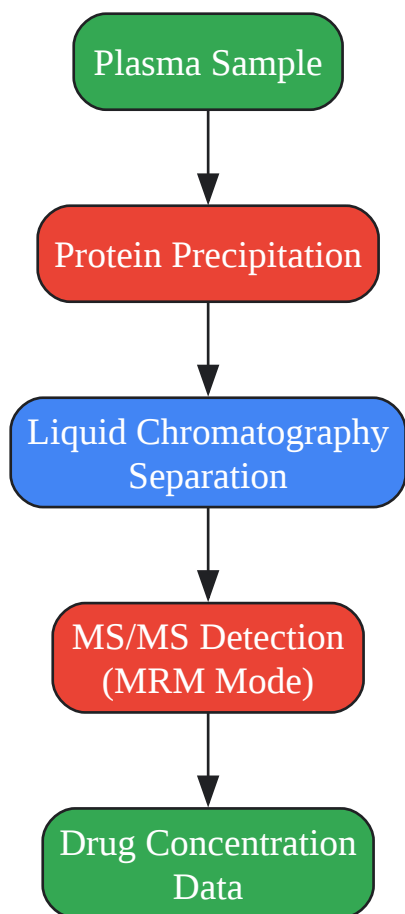 Plasma Sample
Protein Precipitation
Liquid Chromatography
Separation
MS/MS Detection
(MRM Mode)
Drug Concentration
Data